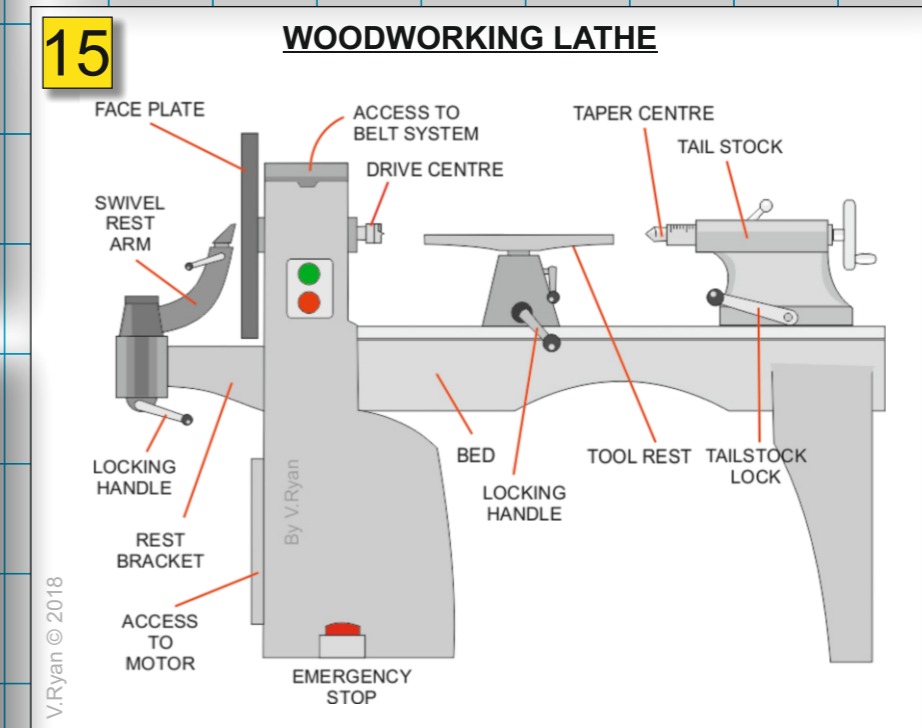 15
WOODWORKING LATHE
FACE PLATE
ACCESS TO
BELT SYSTEM
TAPER CENTRE
TAIL STOCK
DRIVE CENTRE
SWIVEL
REST
ARM
BED
TOOL REST
TAILSTOCK
LOCK
LOCKING
HANDLE
LOCKING
HANDLE
REST
BRACKET
ACCESS
TO
MOTOR
EMERGENCY
STOP
By V.Ryan
V.Ryan © 2018